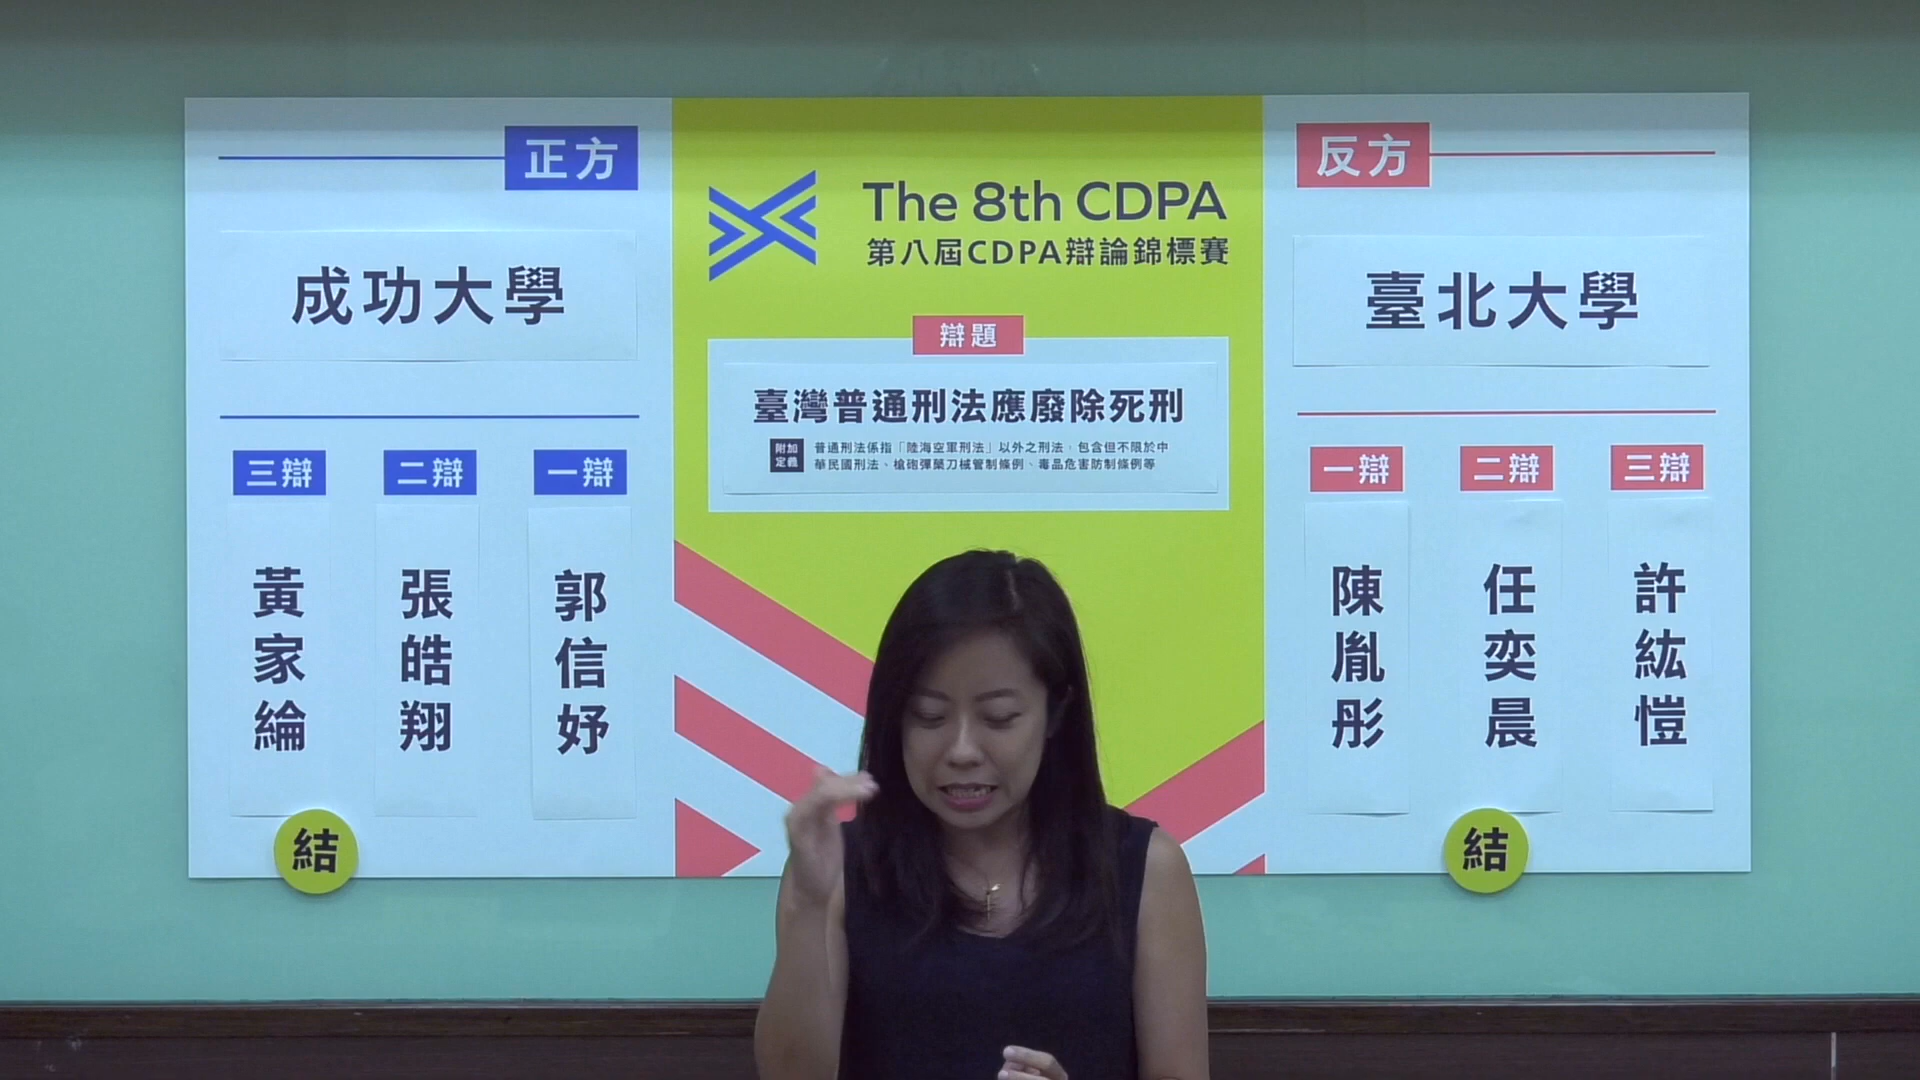 正方
成功大學
三辯
二辯
一辯
黃家綸
張皓翔
郭信妤
結
The 8th CDPA
第八屆CDPA辯論錦標賽
辯題
臺灣普通刑法應廢除死刑
附加
定義
普通刑法係指「陸海空軍刑法」以外之刑法，包含但不限於中
華民國刑法、槍砲彈藥刀械管制條例、毒品危害防制條例等
反方
臺北大學
一辯
二辯
三辯
陳胤彤
任奕晨
許紘愷
結